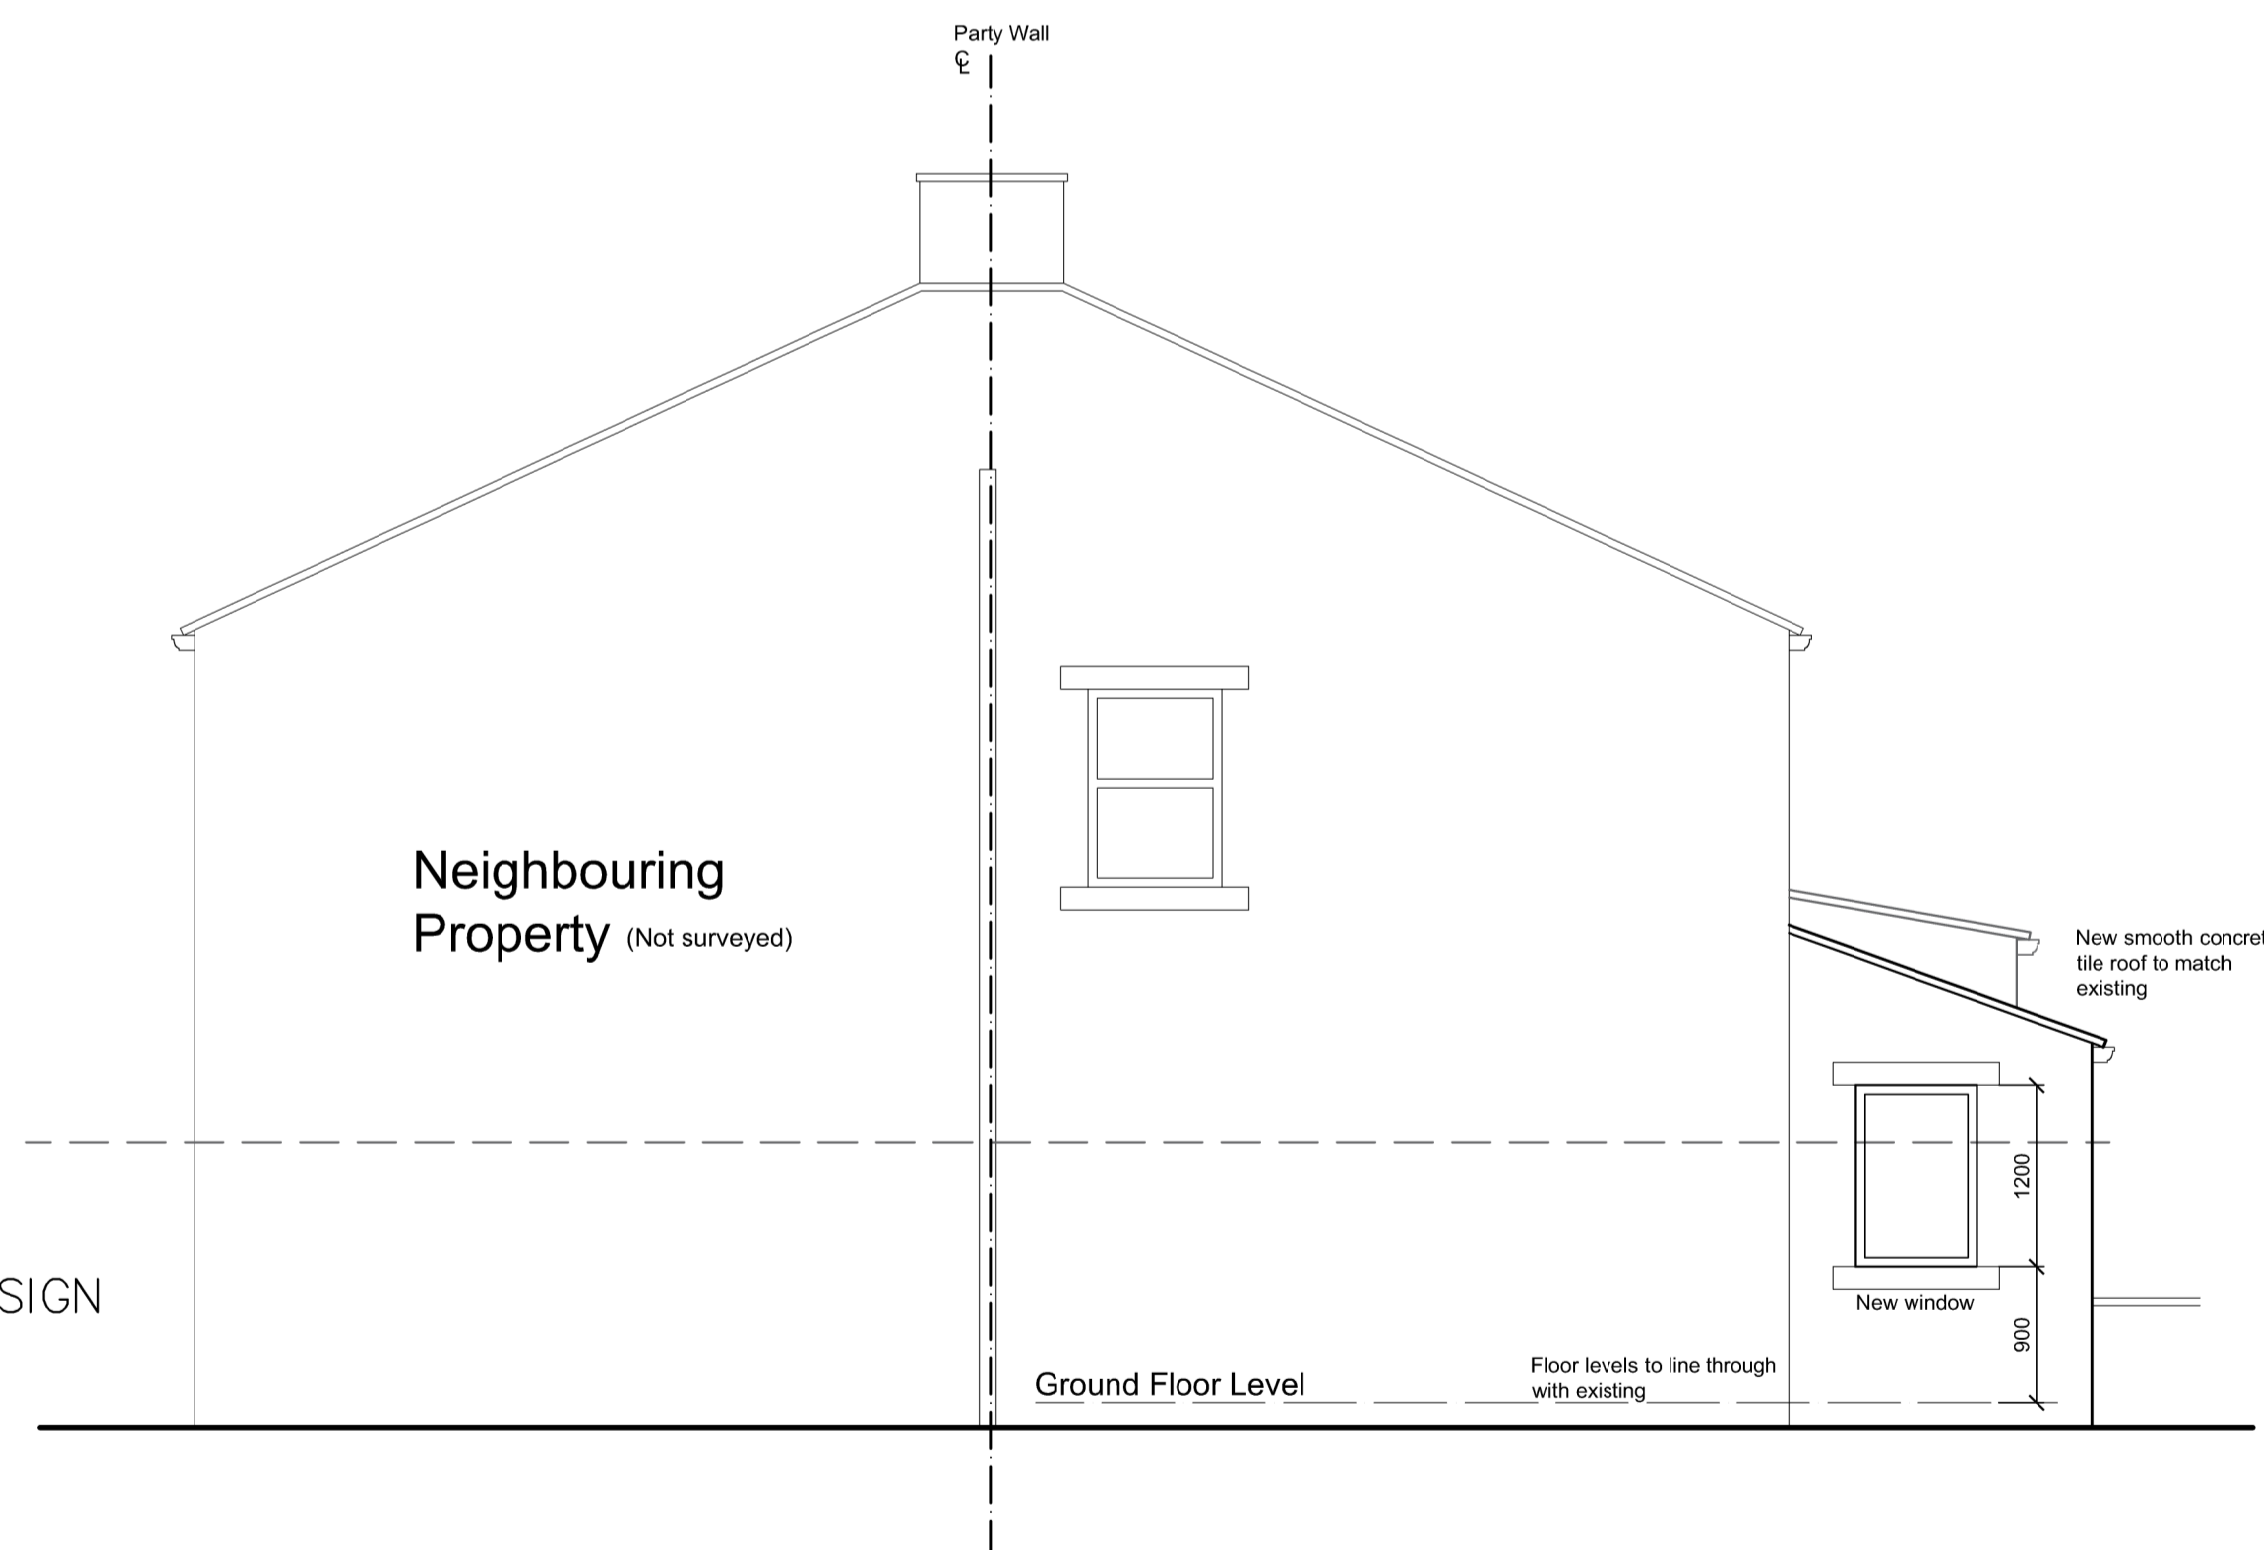 Party Wall
℄
Neighbouring
Property (Not surveyed)
New smooth concret
tile roof to match
existing
1200
SIGN
New window
900
Floor levels to line through
with existing
Ground Floor Level